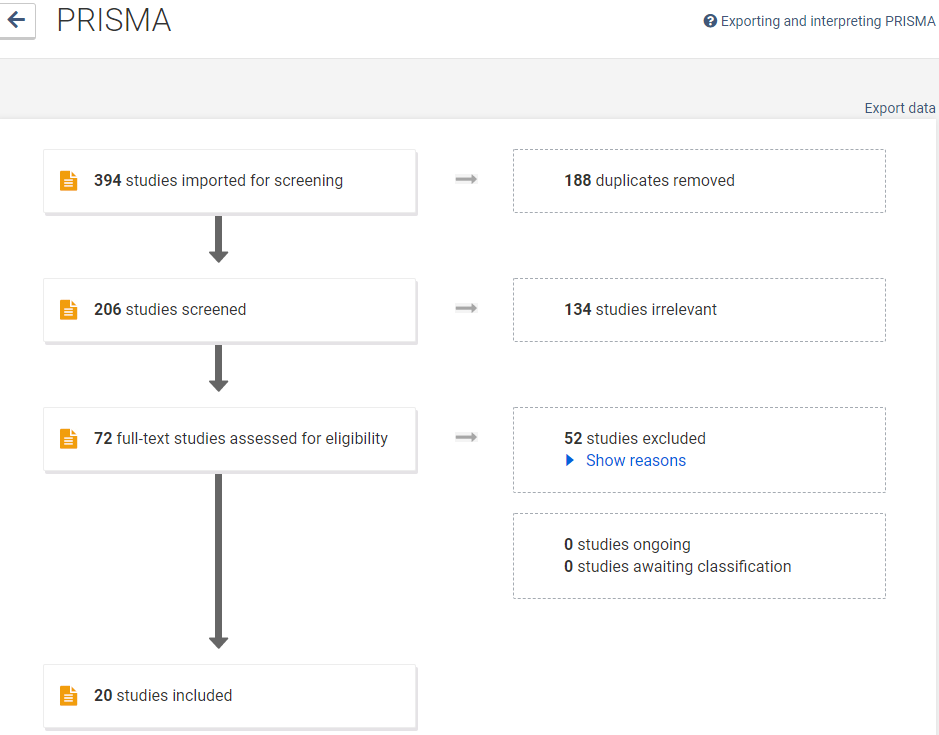 PRISMA
Exporting and interpreting PRISMA
Export data
394 studies imported for screening
188 duplicates removed
206 studies screened
134 studies irrelevant
72 full-text studies assessed for eligibility
52 studies excluded
Show reasons
0 studies ongoing
0 studies awaiting classification
20 studies included